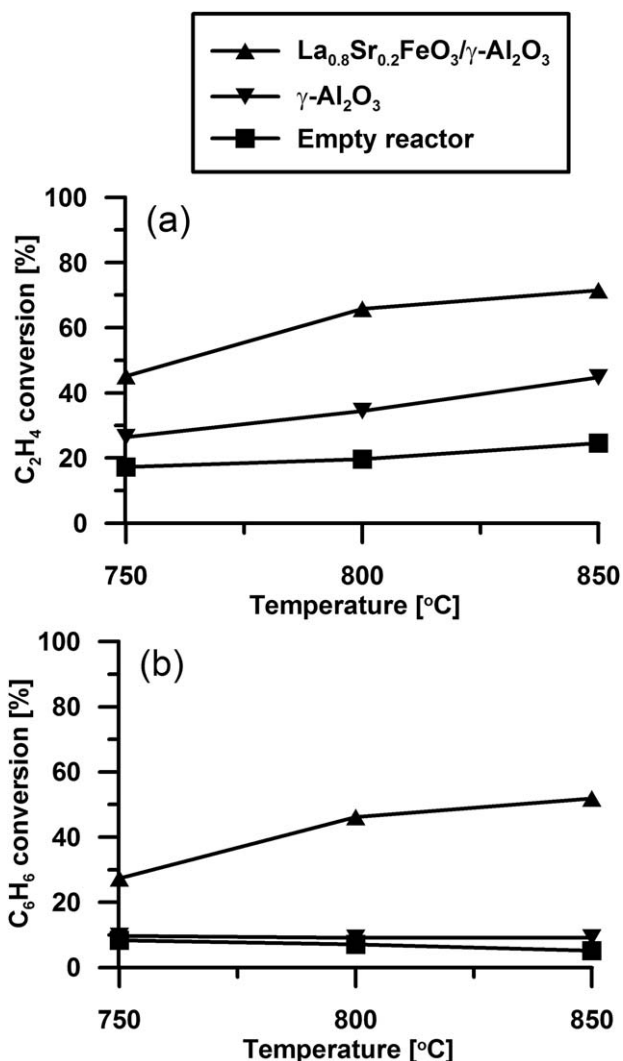 La0.8Sr0.2FeO3/γ-Al2O3
γ-Al2O3
Empty reactor
(a)
C2H4 conversion [%]
100
80
60
40
20
0
750 800 850
Temperature [°C]
(b)
C6H6 conversion [%]
100
80
60
40
20
0
750 800 850
Temperature [°C]